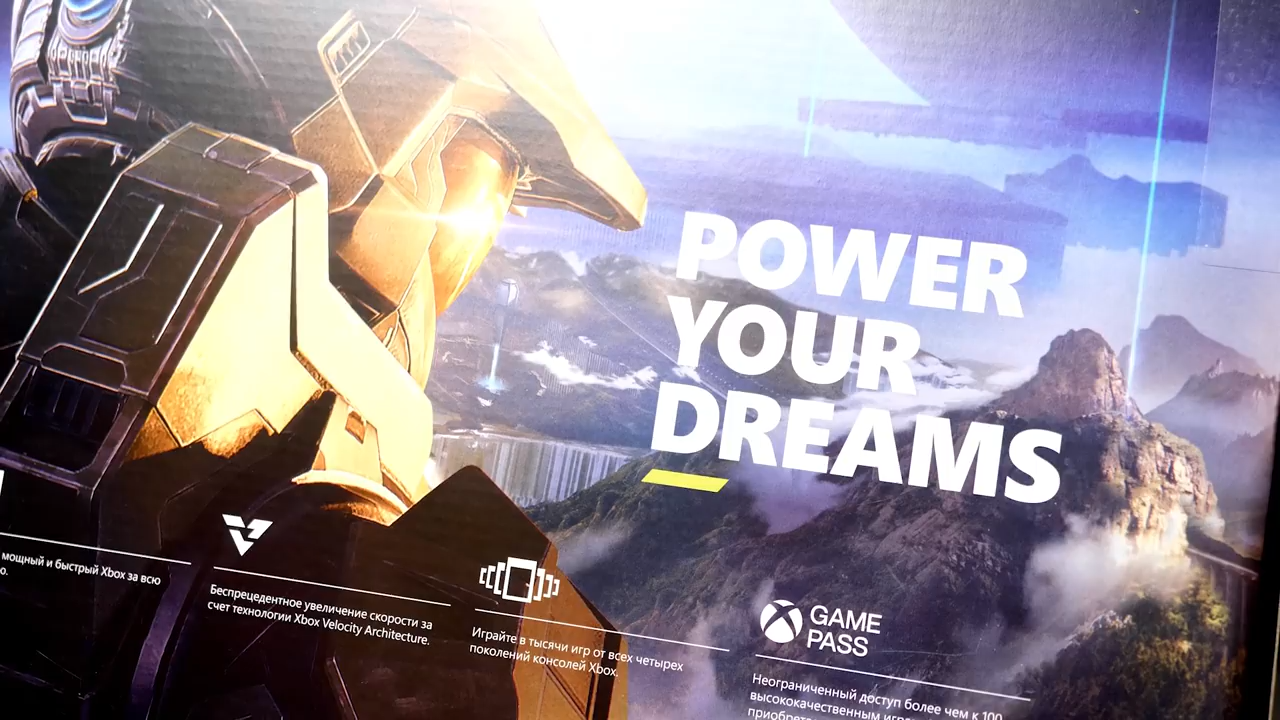 POWER
YOUR
DREAMS
мощный и быстрый Xbox за всю
о.
Беспрецедентное увеличение скорости за
счет технологии Xbox Velocity Architecture.
Играйте в тысячи игр от всех четырех
поколений консолей Xbox.
GAME
PASS
Неограниченный доступ более чем к 100
высококачественным